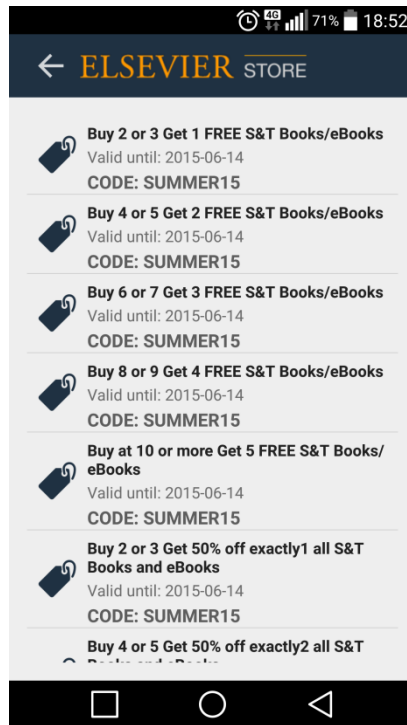 4G 71% 18:52
ELSEVIER STORE
Buy 2 or 3 Get 1 FREE S&T Books/eBooks
Valid until: 2015-06-14
CODE: SUMMER15
Buy 4 or 5 Get 2 FREE S&T Books/eBooks
Valid until: 2015-06-14
CODE: SUMMER15
Buy 6 or 7 Get 3 FREE S&T Books/eBooks
Valid until: 2015-06-14
CODE: SUMMER15
Buy 8 or 9 Get 4 FREE S&T Books/eBooks
Valid until: 2015-06-14
CODE: SUMMER15
Buy at 10 or more Get 5 FREE S&T Books/
eBooks
Valid until: 2015-06-14
CODE: SUMMER15
Buy 2 or 3 Get 50% off exactly1 all S&T
Books and eBooks
Valid until: 2015-06-14
CODE: SUMMER15
Buy 4 or 5 Get 50% off exactly2 all S&T